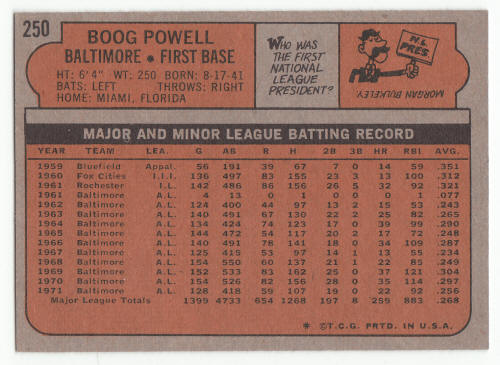 250
BOOG POWELL
BALTIMORE • FIRST BASE
HT: 6'4" WT: 250 BORN: 8-17-41
BATS: LEFT THROWS: RIGHT
HOME: MIAMI, FLORIDA
WHO WAS
THE FIRST
NATIONAL
LEAGUE
PRESIDENT?
N.L.
PRES.
MORGAN BULKELEY
MAJOR AND MINOR LEAGUE BATTING RECORD
YEAR TEAM LEA. G AB R H 2B 3B HR RBI AVG.
1959 Bluefield Appal. 56 191 39 67 7 0 14 59 .351
1960 Fox Cities I.I.I. 136 497 83 155 23 3 13 100 .312
1961 Rochester I.L. 142 486 86 156 26 5 32 92 .321
1961 Baltimore A.L. 4 13 0 1 0 0 0 1 .077
1962 Baltimore A.L. 124 400 44 97 13 2 15 53 .243
1963 Baltimore A.L. 140 491 67 130 22 2 25 82 .265
1964 Baltimore A.L. 134 424 74 123 17 0 39 99 .290
1965 Baltimore A.L. 144 472 54 117 20 2 17 72 .248
1966 Baltimore A.L. 140 491 78 141 18 0 34 109 .287
1967 Baltimore A.L. 125 415 53 97 14 1 13 55 .234
1968 Baltimore A.L. 154 550 60 137 21 1 22 85 .249
1969 Baltimore A.L. 152 533 83 162 25 0 37 121 .304
1970 Baltimore A.L. 154 526 82 156 28 0 35 114 .297
1971 Baltimore A.L. 128 418 59 107 19 0 22 92 .256
Major League Totals 1399 4733 654 1268 197 8 259 883 .268
* ©T.C.G. PRTD. IN U.S.A.